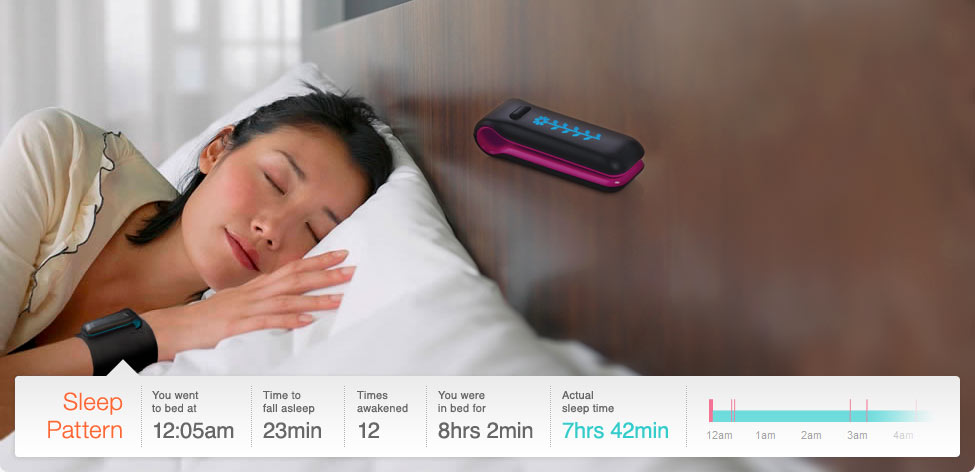 Sleep
Pattern
You went
to bed at
12:05am
Time to
fall asleep
23min
Times
awakened
12
You were
in bed for
8hrs 2min
Actual
sleep time
7hrs 42min
12am 1am 2am 3am 4am